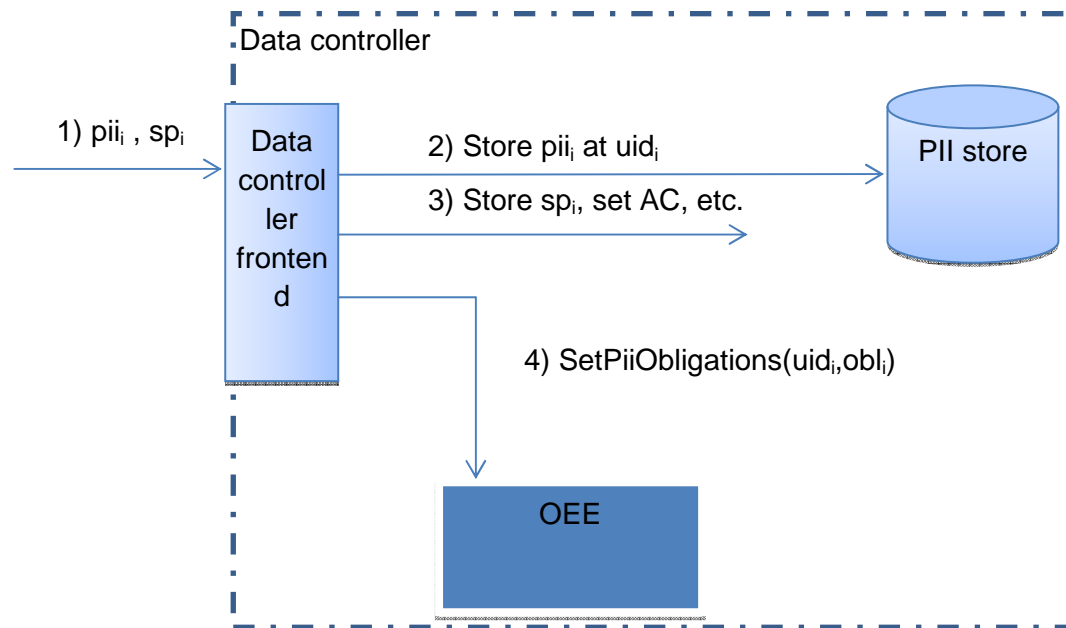 Data controller
1) piiᵢ , spᵢ
Data
control
ler
fronten
d
2) Store piiᵢ at uidᵢ
3) Store spᵢ, set AC, etc.
PII store
4) SetPiiObligations(uidᵢ,oblᵢ)
OEE